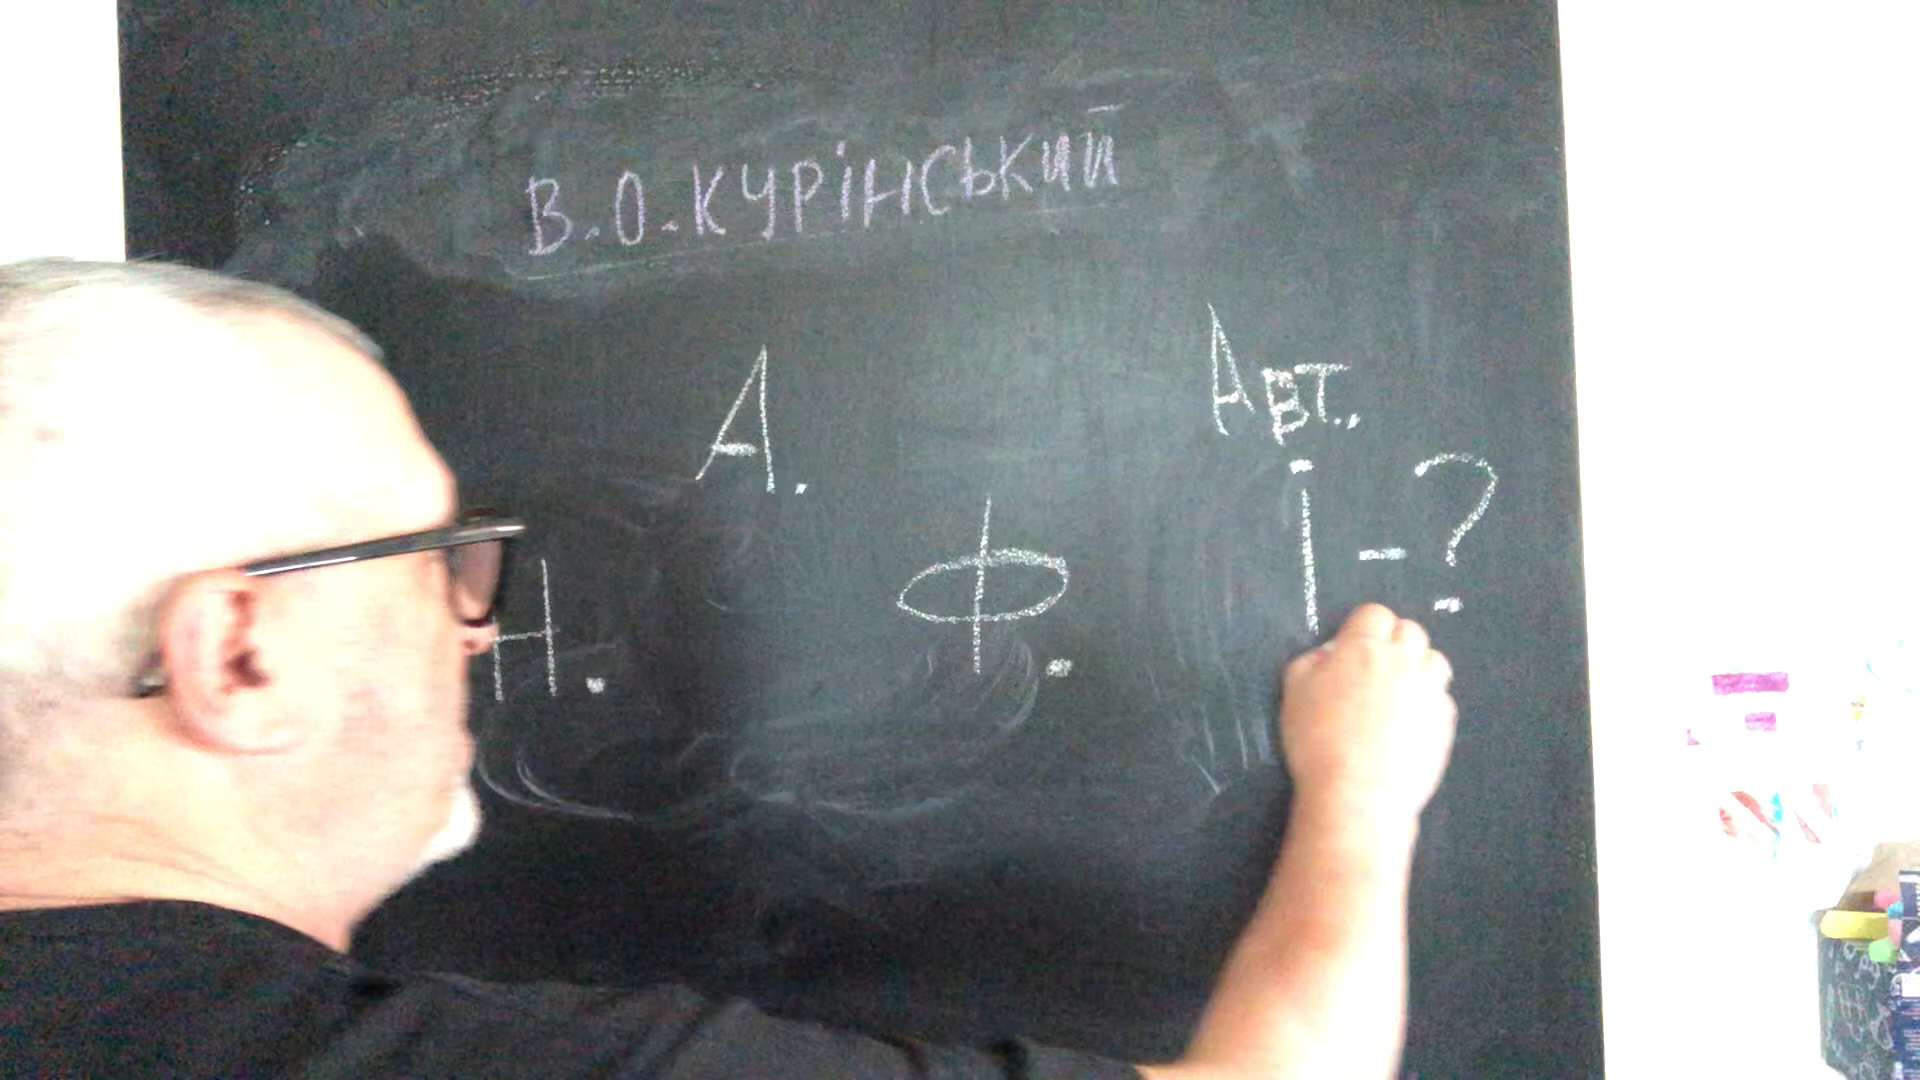 В.О.КУРІНСЬКИЙ
А.
Авт.,
Н.
Ф.
І - ?